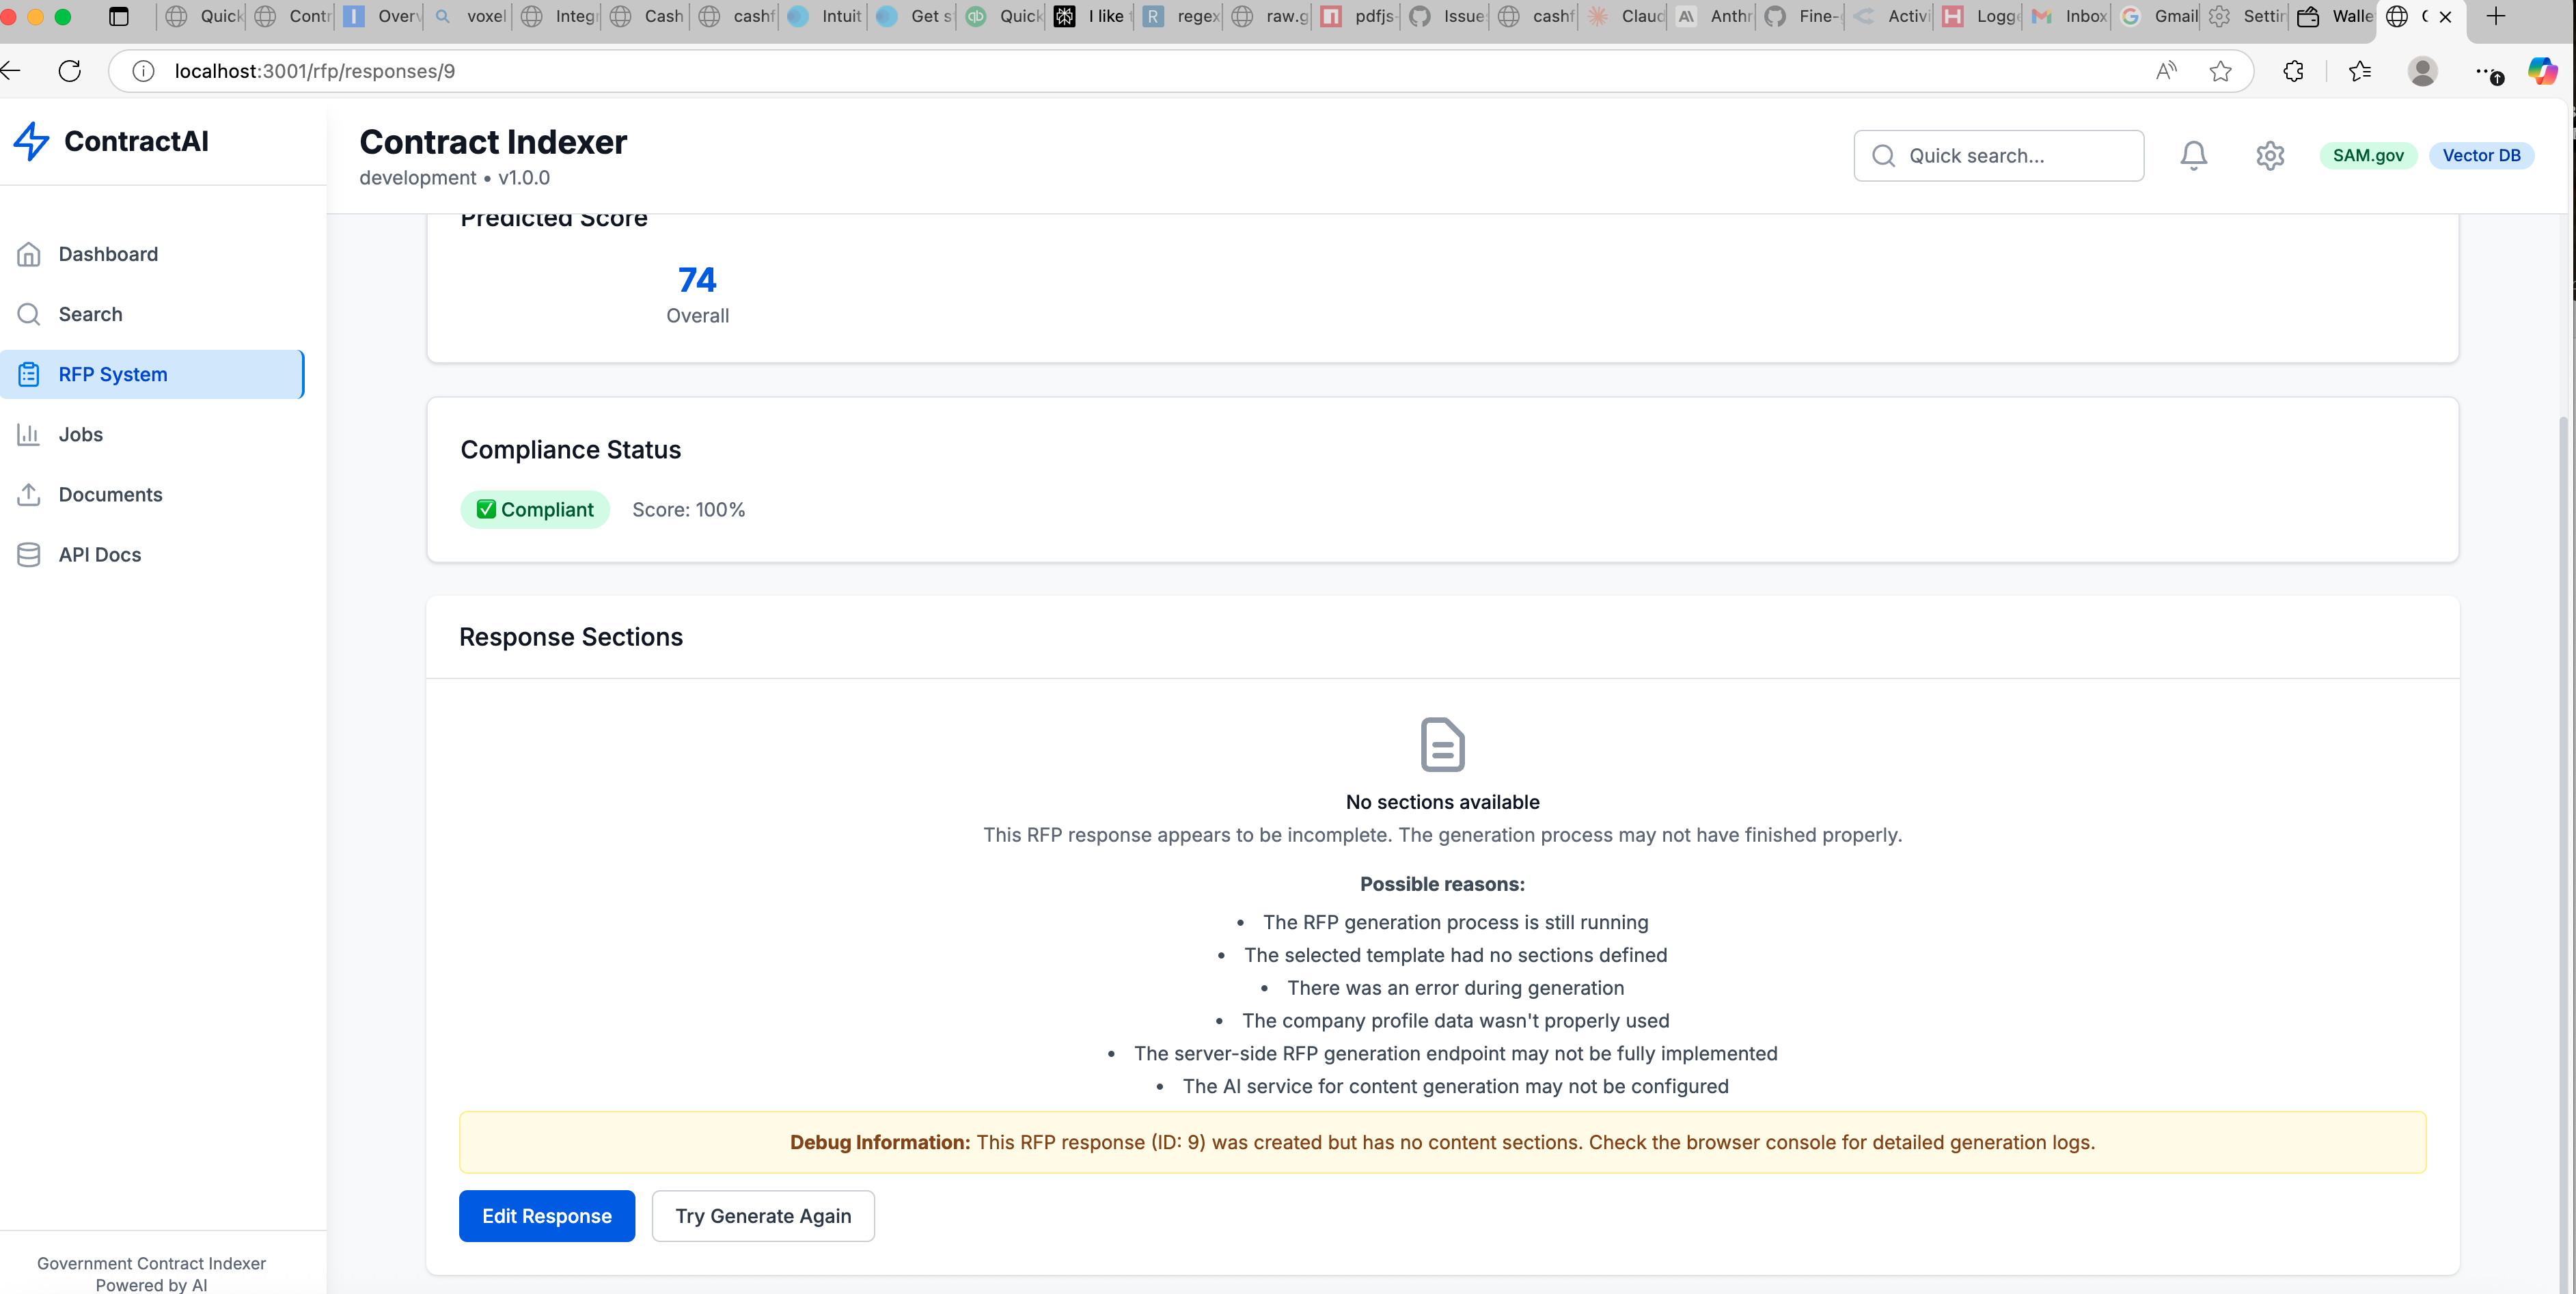 Quick
Contr
Over
voxel
Integr
Cash
cashf
Intuit
Get s
Quick
I like
regex
raw.g
pdfjs
Issue
cashf
Claud
Anthr
Fine-
Activi
Logge
Inbox
Gmail
Settin
Walle
localhost:3001/rfp/responses/9
ContractAI
Contract Indexer
development • v1.0.0
Quick search...
SAM.gov
Vector DB
Dashboard
Search
RFP System
Jobs
Documents
API Docs
Government Contract Indexer
Powered by AI
Predicted Score
74
Overall
Compliance Status
✅ Compliant
Score: 100%
Response Sections
No sections available
This RFP response appears to be incomplete. The generation process may not have finished properly.
Possible reasons:
• The RFP generation process is still running
• The selected template had no sections defined
• There was an error during generation
• The company profile data wasn't properly used
• The server-side RFP generation endpoint may not be fully implemented
• The AI service for content generation may not be configured
Debug Information: This RFP response (ID: 9) was created but has no content sections. Check the browser console for detailed generation logs.
Edit Response
Try Generate Again